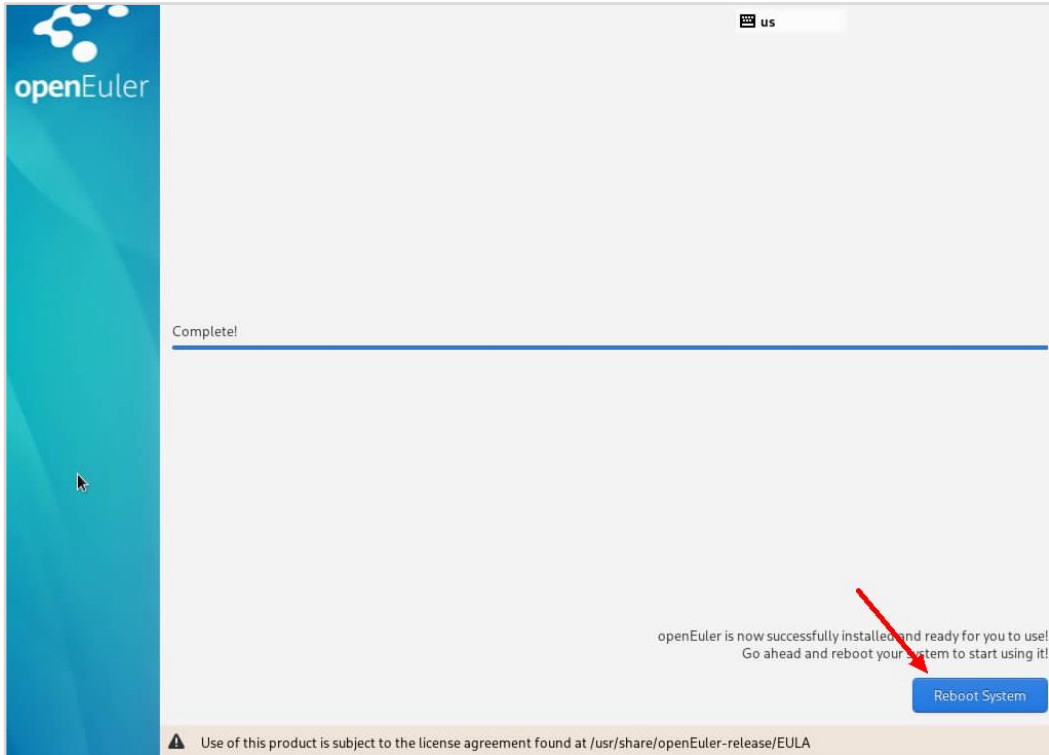 openEuler
us
Complete!
openEuler is now successfully installed and ready for you to use!
Go ahead and reboot your system to start using it!
Reboot System
Use of this product is subject to the license agreement found at /usr/share/openEuler-release/EULA